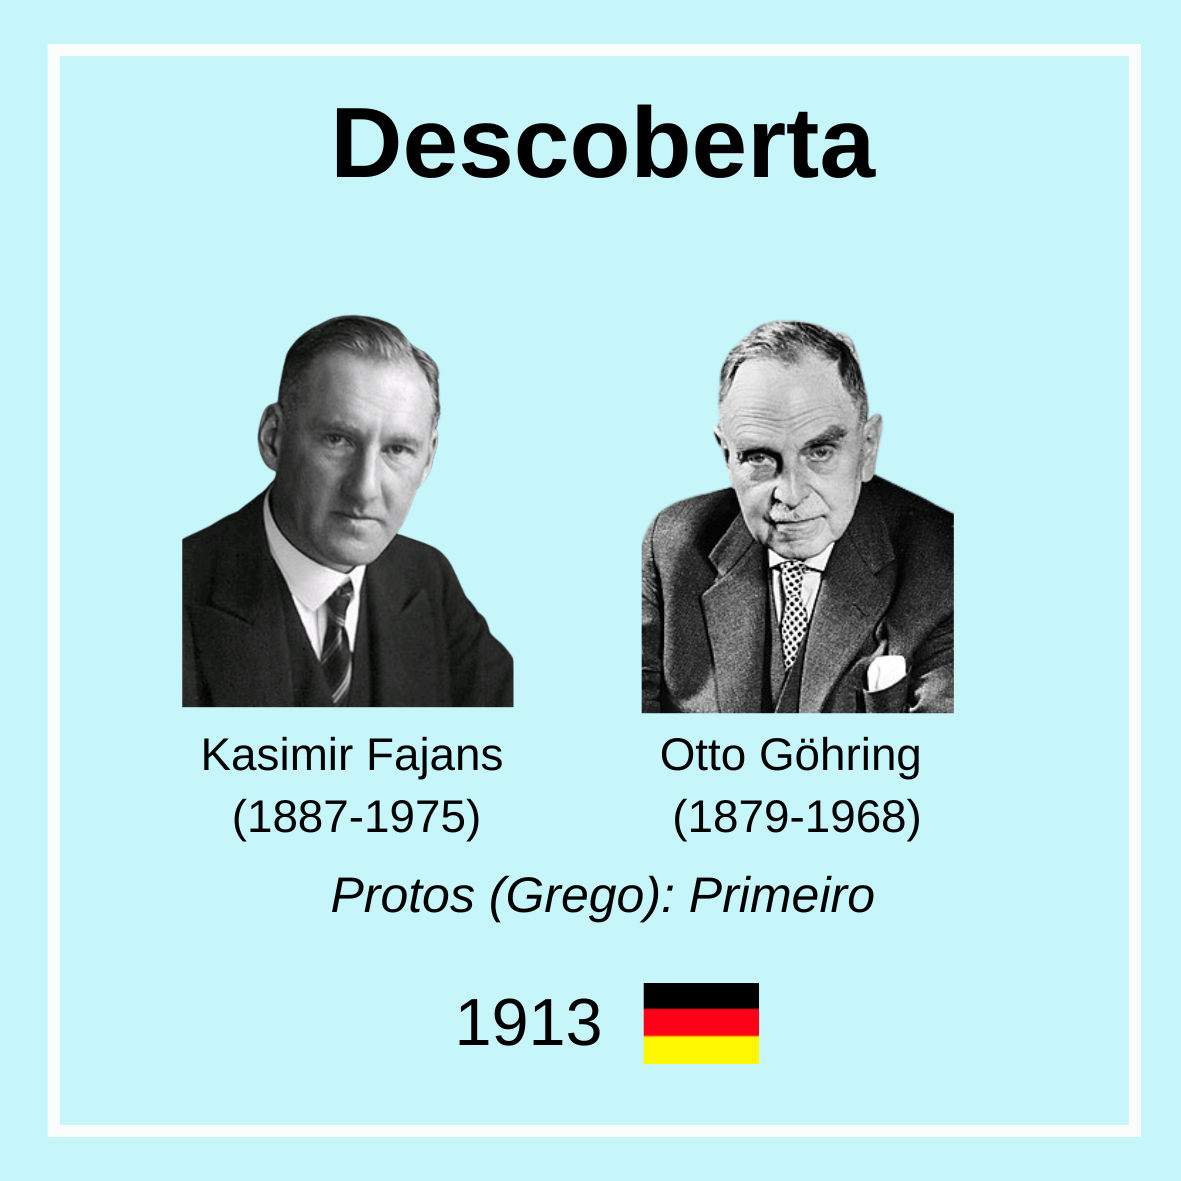 Descoberta
Kasimir Fajans
(1887-1975)
Otto Göhring
(1879-1968)
Protos (Grego): Primeiro
1913